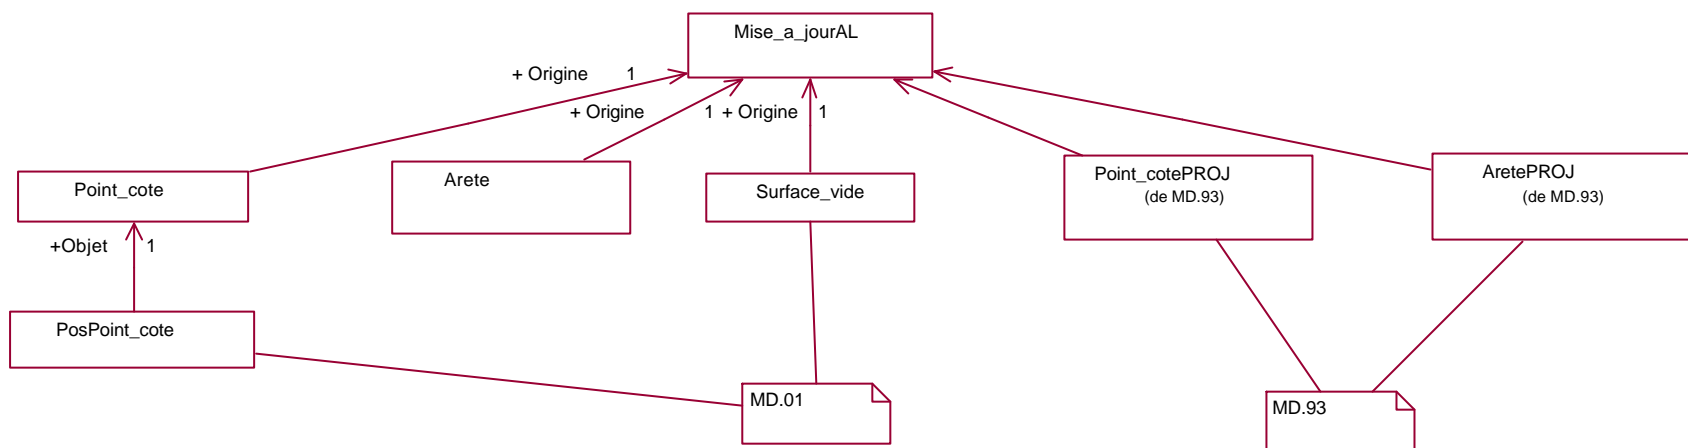 Mise_a_jourAL
+ Origine 1
+ Origine 1
+ Origine 1
Point_cote
Arete
Surface_vide
Point_cotePROJ
(de MD.93)
AretePROJ
(de MD.93)
+Objet 1
PosPoint_cote
MD.01
MD.93